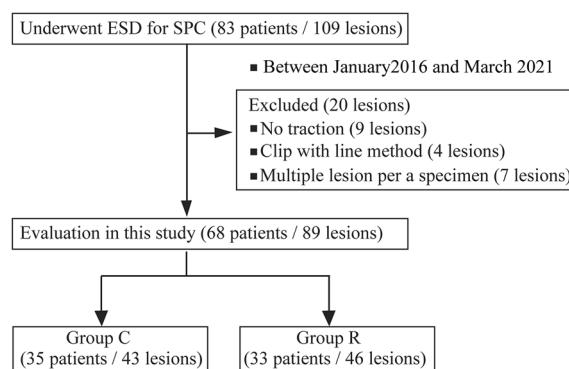 Underwent ESD for SPC (83 patients / 109 lesions)
■ Between January2016 and March 2021
Excluded (20 lesions)
■ No traction (9 lesions)
■ Clip with line method (4 lesions)
■ Multiple lesion per a specimen (7 lesions)
Evaluation in this study (68 patients / 89 lesions)
Group C
(35 patients / 43 lesions)
Group R
(33 patients / 46 lesions)